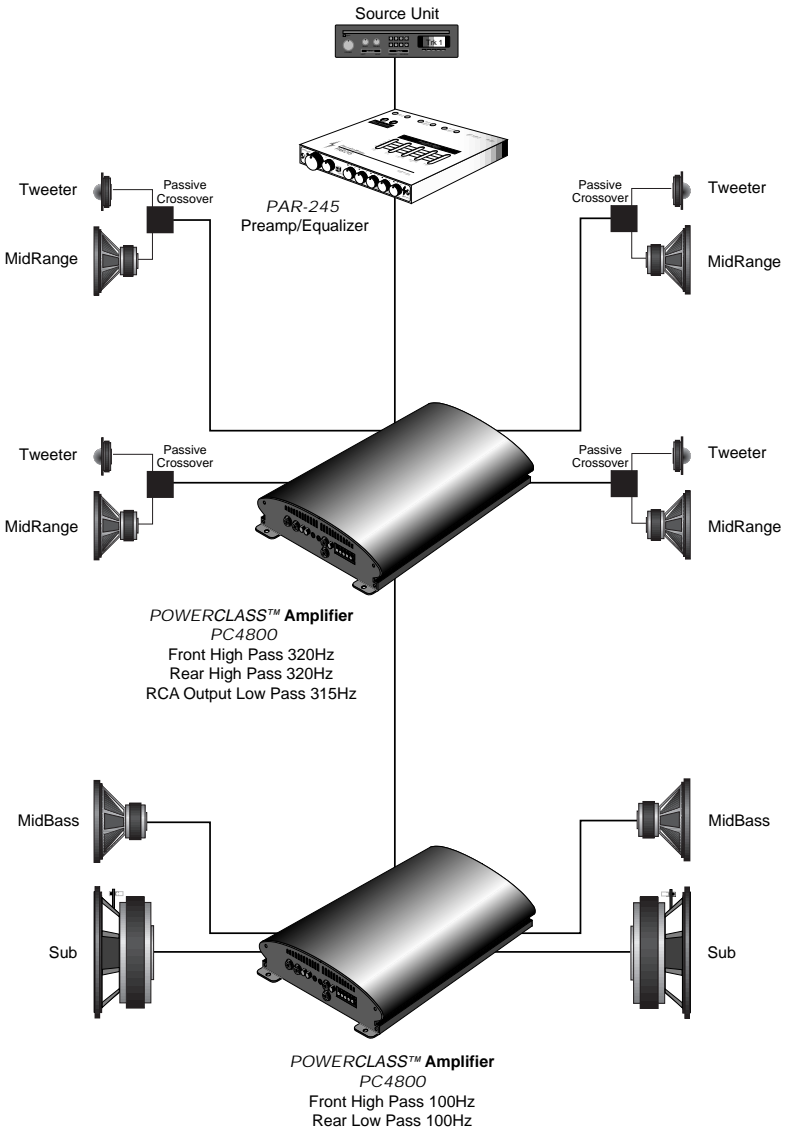 Source Unit
Trk 1
PAR-245
Preamp/Equalizer
Tweeter
Passive
Crossover
MidRange
Passive
Crossover
Tweeter
MidRange
Tweeter
Passive
Crossover
MidRange
Passive
Crossover
Tweeter
MidRange
POWERCLASS™ Amplifier
PC4800
Front High Pass 320Hz
Rear High Pass 320Hz
RCA Output Low Pass 315Hz
MidBass
MidBass
Sub
Sub
POWERCLASS™ Amplifier
PC4800
Front High Pass 100Hz
Rear Low Pass 100Hz